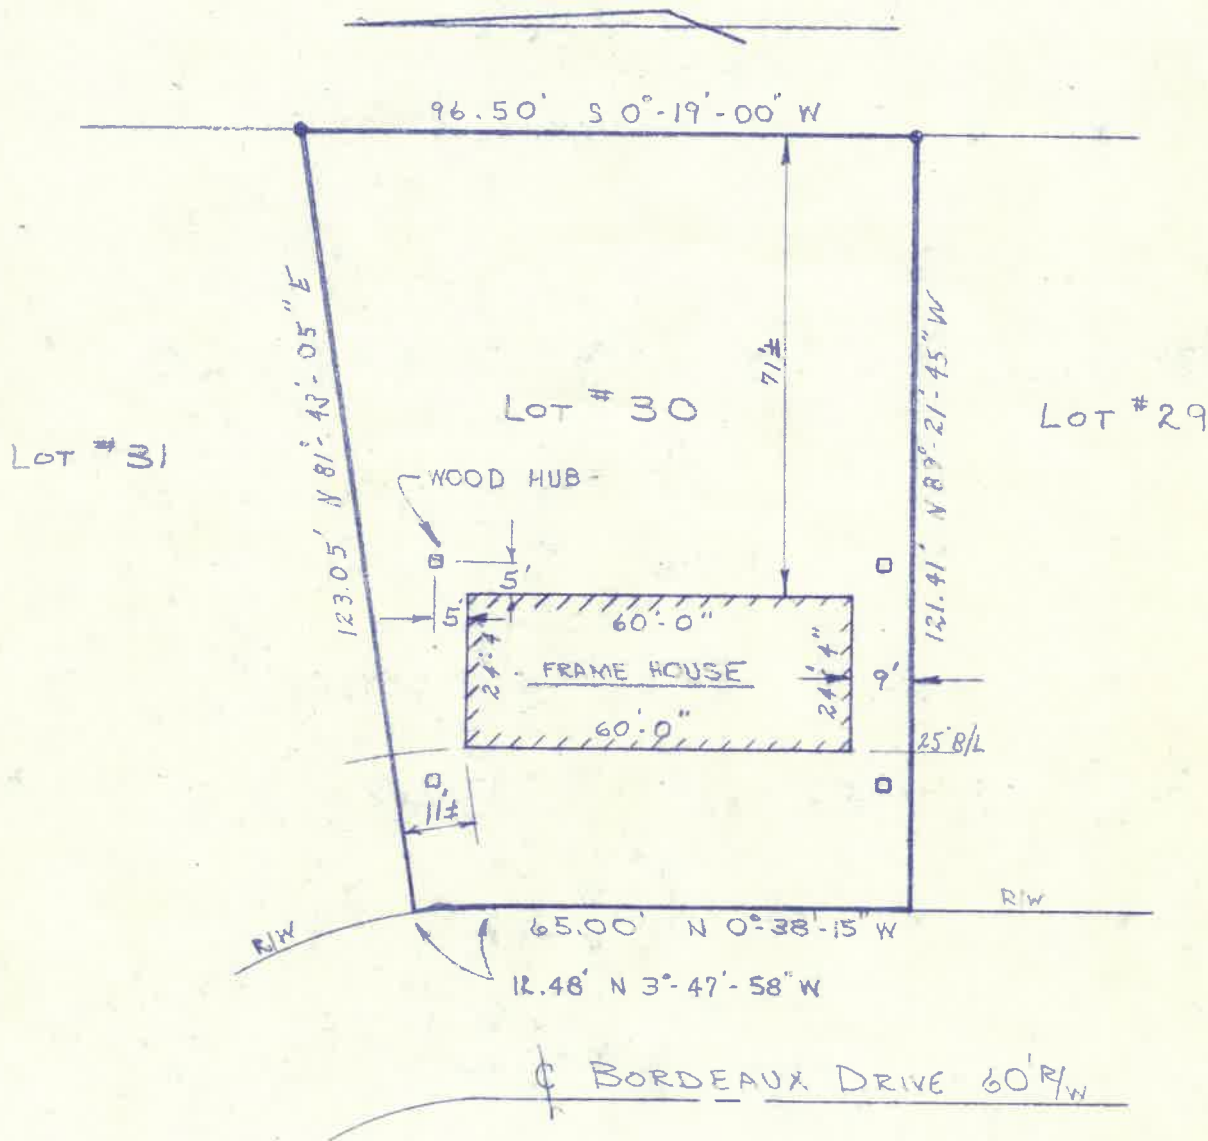 96.50' S 0°-19'-00" W
123.05' N 81°-43'-05" E
71'±
121.41' N 89°-21'-45" W
LOT #31
LOT #30
LOT #29
WOOD HUB
5'
5'
60'-0"
24'-4"
FRAME HOUSE
24'-4"
9'
60'-0"
25' B/L
11'±
R/W
65.00' N 0°-38'-15" W
R/W
12.48' N 3°-47'-58" W
℄ BORDEAUX DRIVE 60' R/W